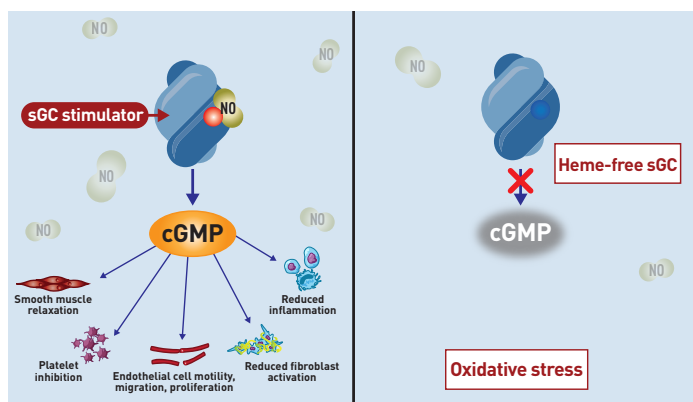 NO
NO
NO
sGC stimulator
NO
NO
NO
cGMP
Smooth muscle
relaxation
Platelet
inhibition
Endothelial cell motility,
migration, proliferation
Reduced fibroblast
activation
Reduced
inflammation
NO
Heme-free sGC
cGMP
NO
Oxidative stress